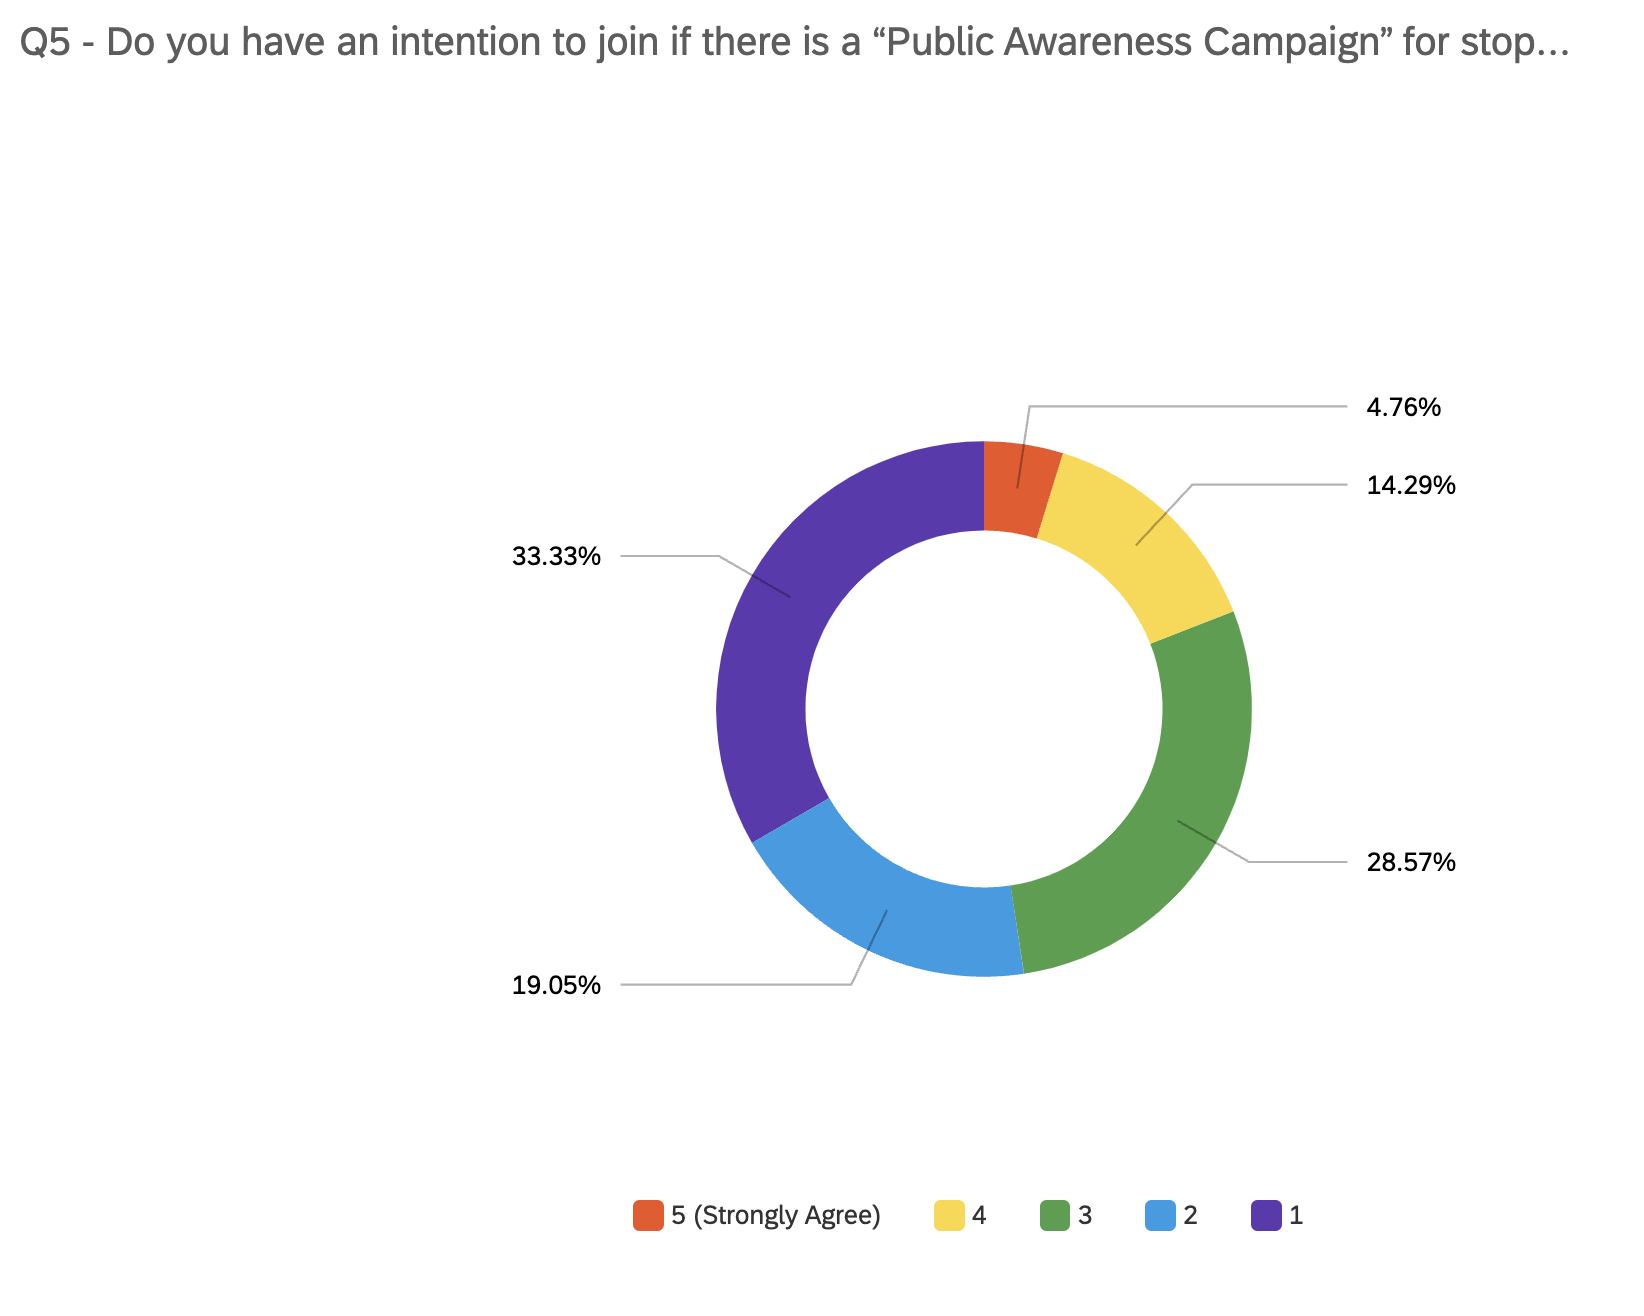 Q5 - Do you have an intention to join if there is a “Public Awareness Campaign” for stop...
4.76%
14.29%
33.33%
28.57%
19.05%
5 (Strongly Agree) 4 3 2 1